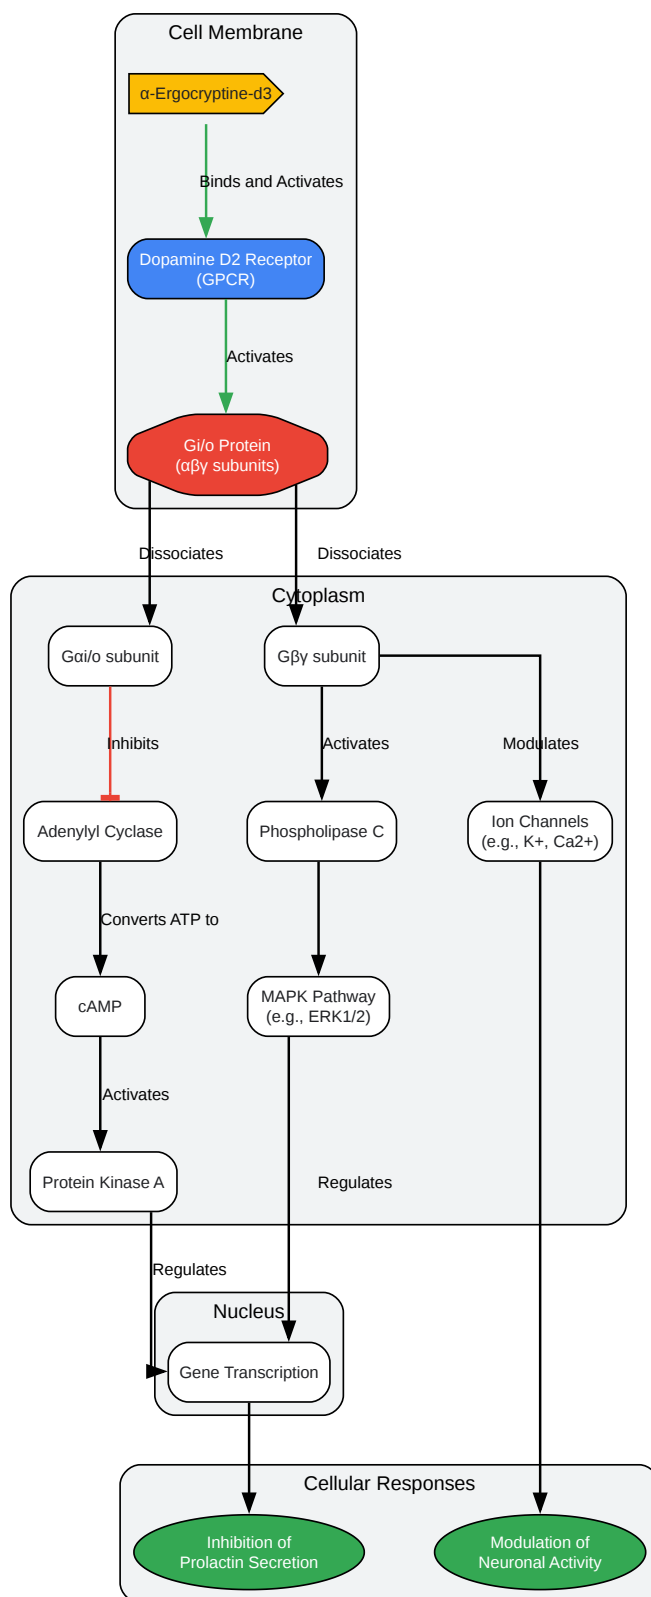 Cell Membrane
α-Ergocryptine-d3
Binds and Activates
Dopamine D2 Receptor
(GPCR)
Activates
Gi/o Protein
(αβγ subunits)
Dissociates
Dissociates
Cytoplasm
Gαi/o subunit
Gβγ subunit
Inhibits
Activates
Modulates
Adenylyl Cyclase
Phospholipase C
Ion Channels
(e.g., K+, Ca2+)
Converts ATP to
cAMP
MAPK Pathway
(e.g., ERK1/2)
Activates
Protein Kinase A
Regulates
Regulates
Nucleus
Gene Transcription
Cellular Responses
Inhibition of
Prolactin Secretion
Modulation of
Neuronal Activity